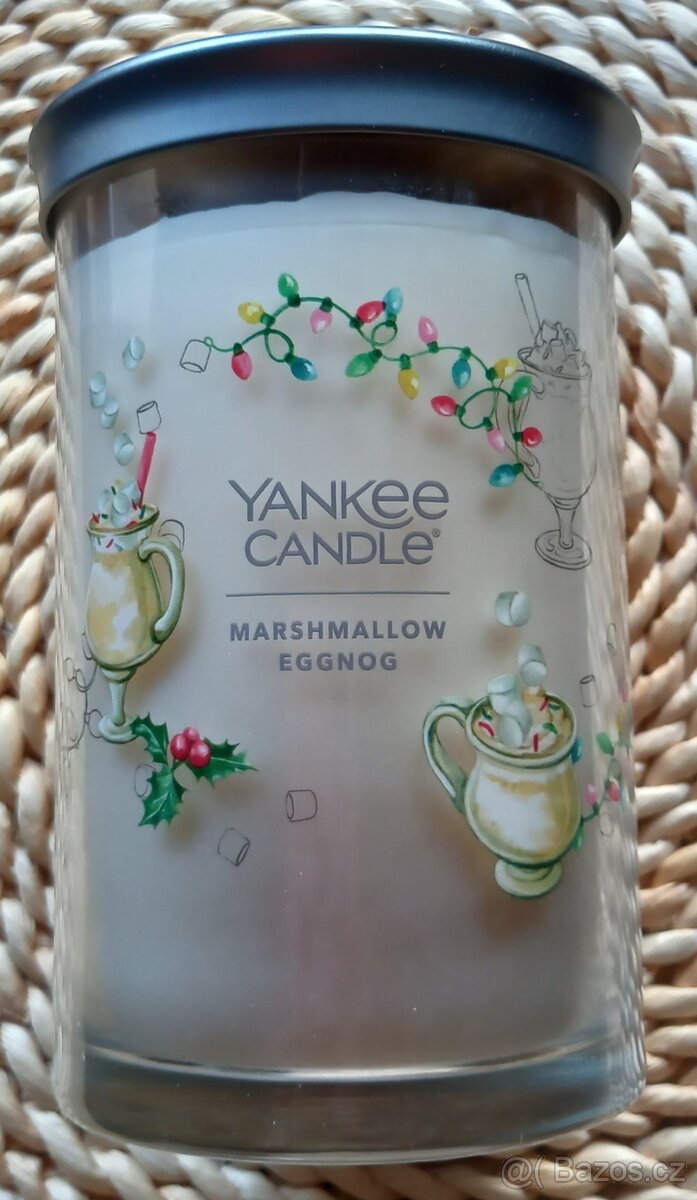 YANKee
CANDLe®
MARSHMALLOW
EGGNOG
@( Bazos.cz